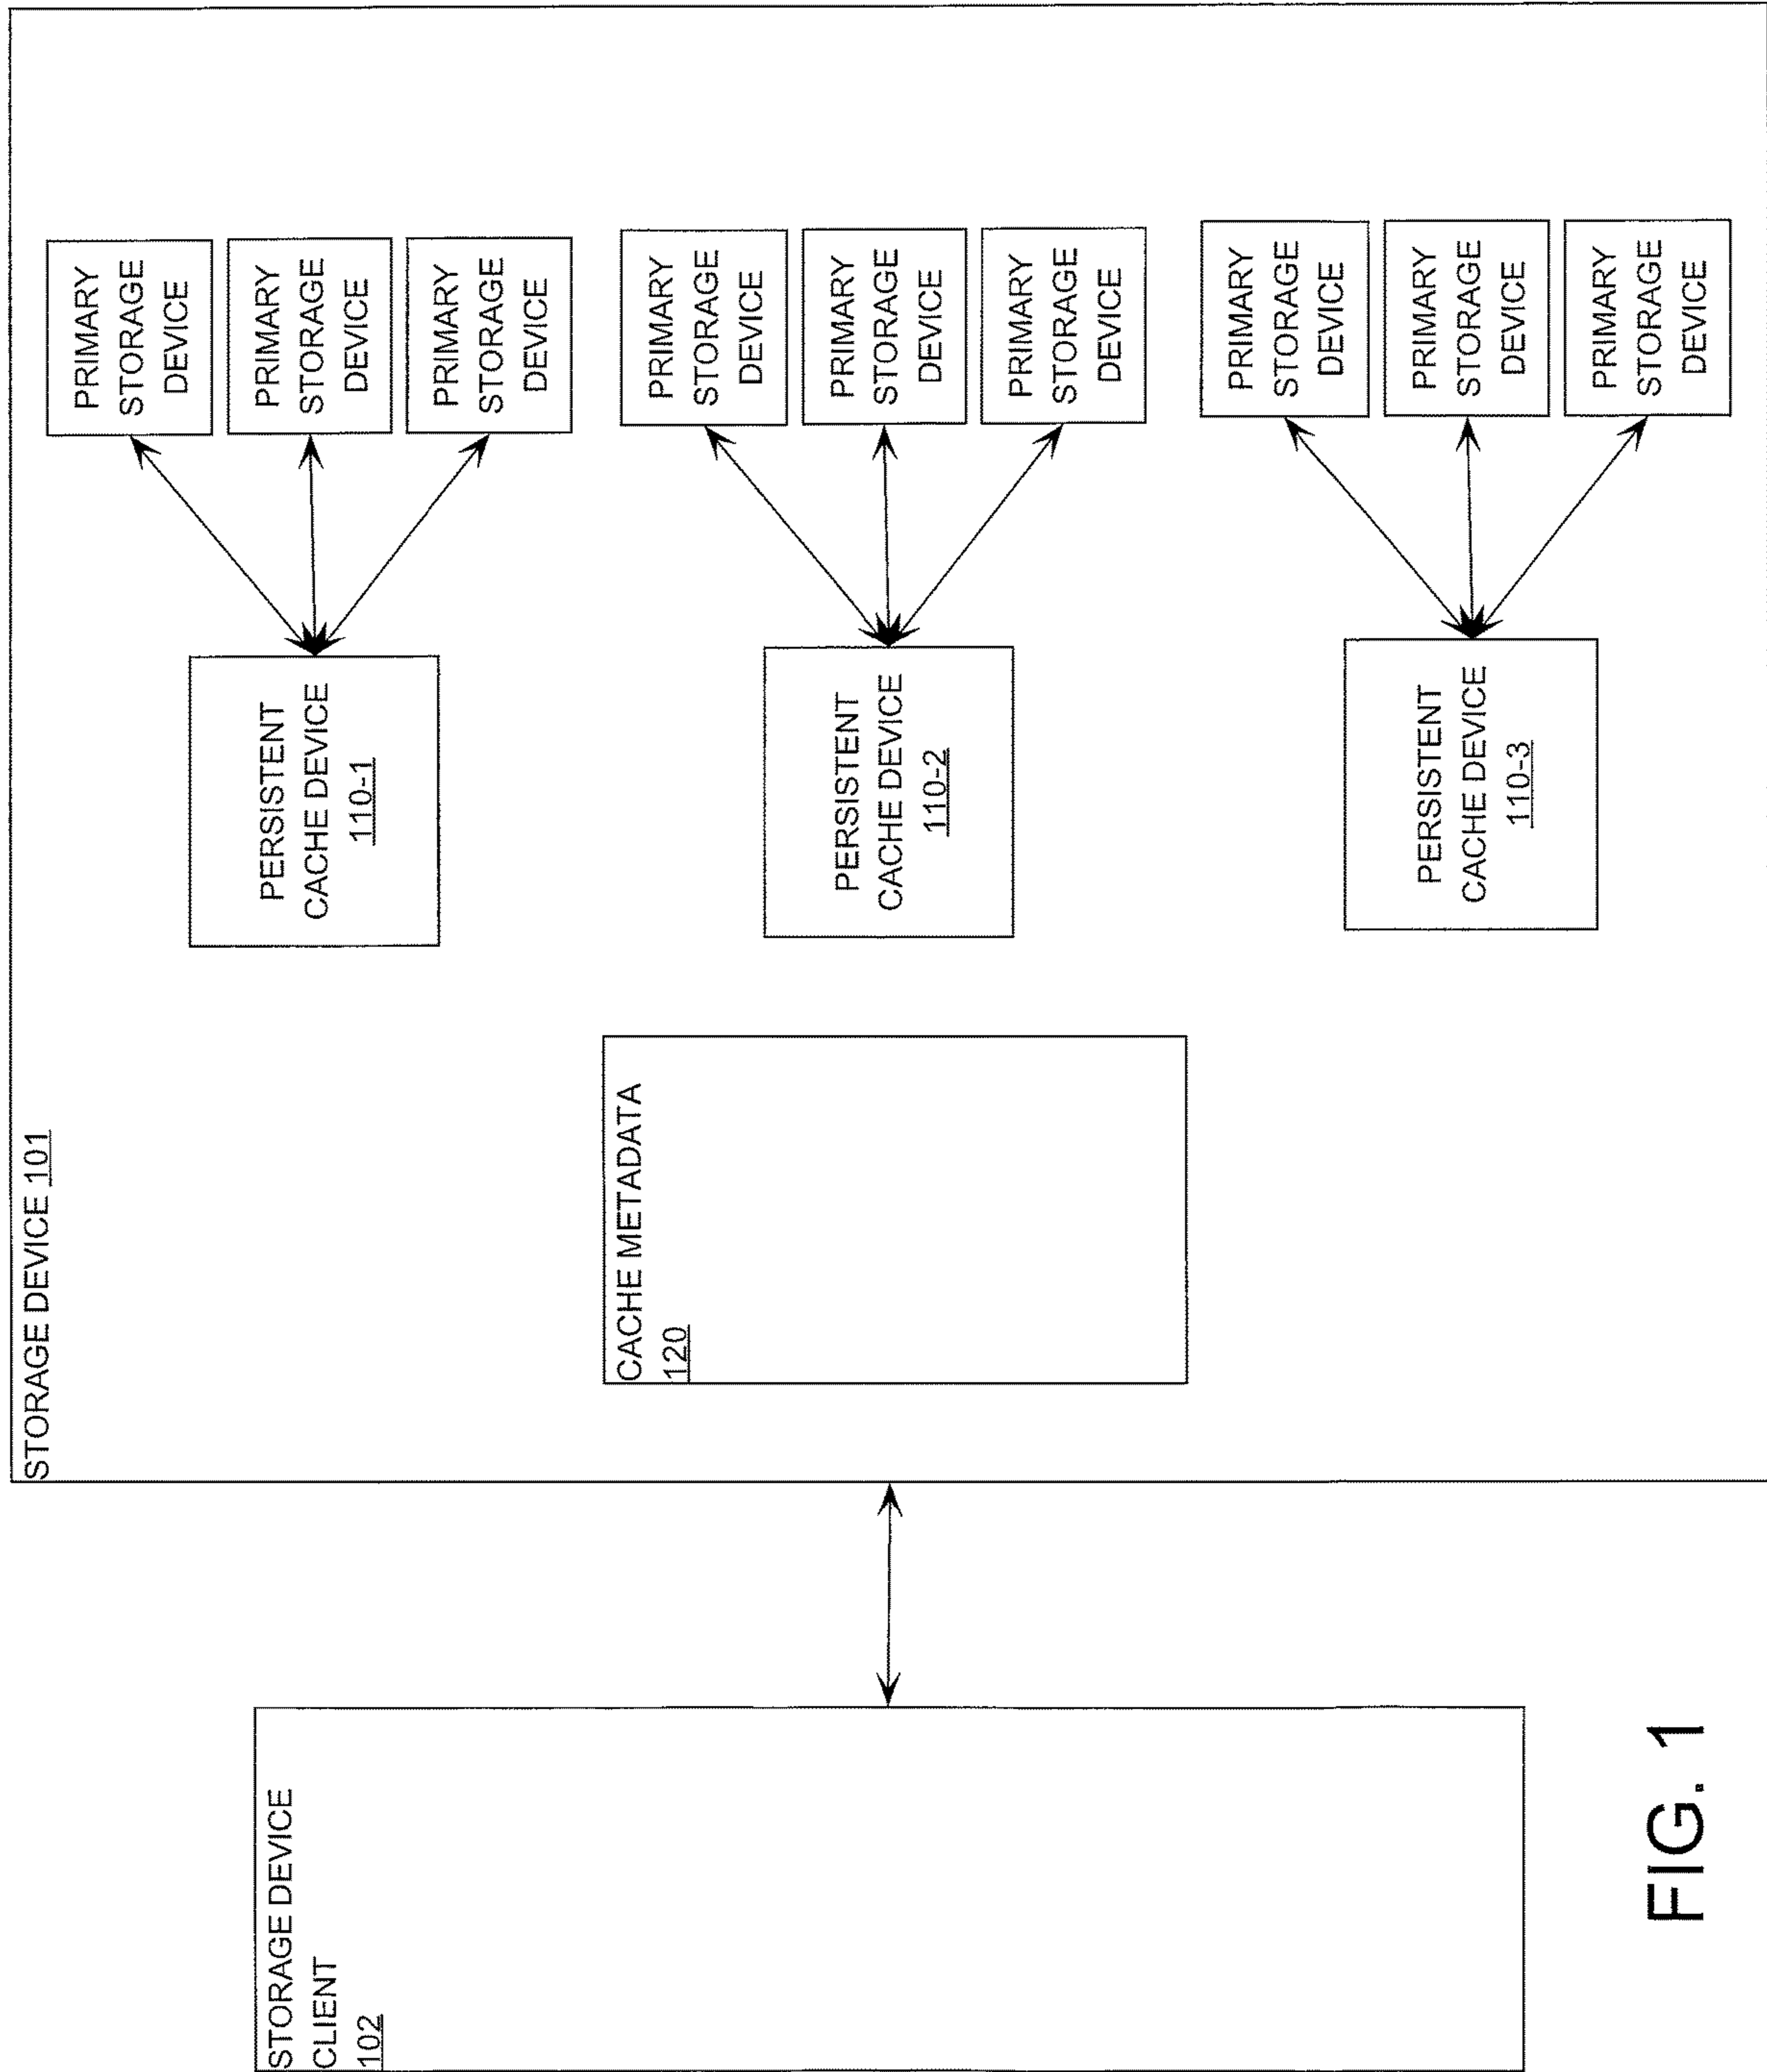 STORAGE DEVICE 101
STORAGE DEVICE
CLIENT
102
CACHE METADATA
120
PERSISTENT
CACHE DEVICE
110-1
PRIMARY
STORAGE
DEVICE
PRIMARY
STORAGE
DEVICE
PRIMARY
STORAGE
DEVICE
PERSISTENT
CACHE DEVICE
110-2
PRIMARY
STORAGE
DEVICE
PRIMARY
STORAGE
DEVICE
PRIMARY
STORAGE
DEVICE
PERSISTENT
CACHE DEVICE
110-3
PRIMARY
STORAGE
DEVICE
PRIMARY
STORAGE
DEVICE
PRIMARY
STORAGE
DEVICE
FIG. 1